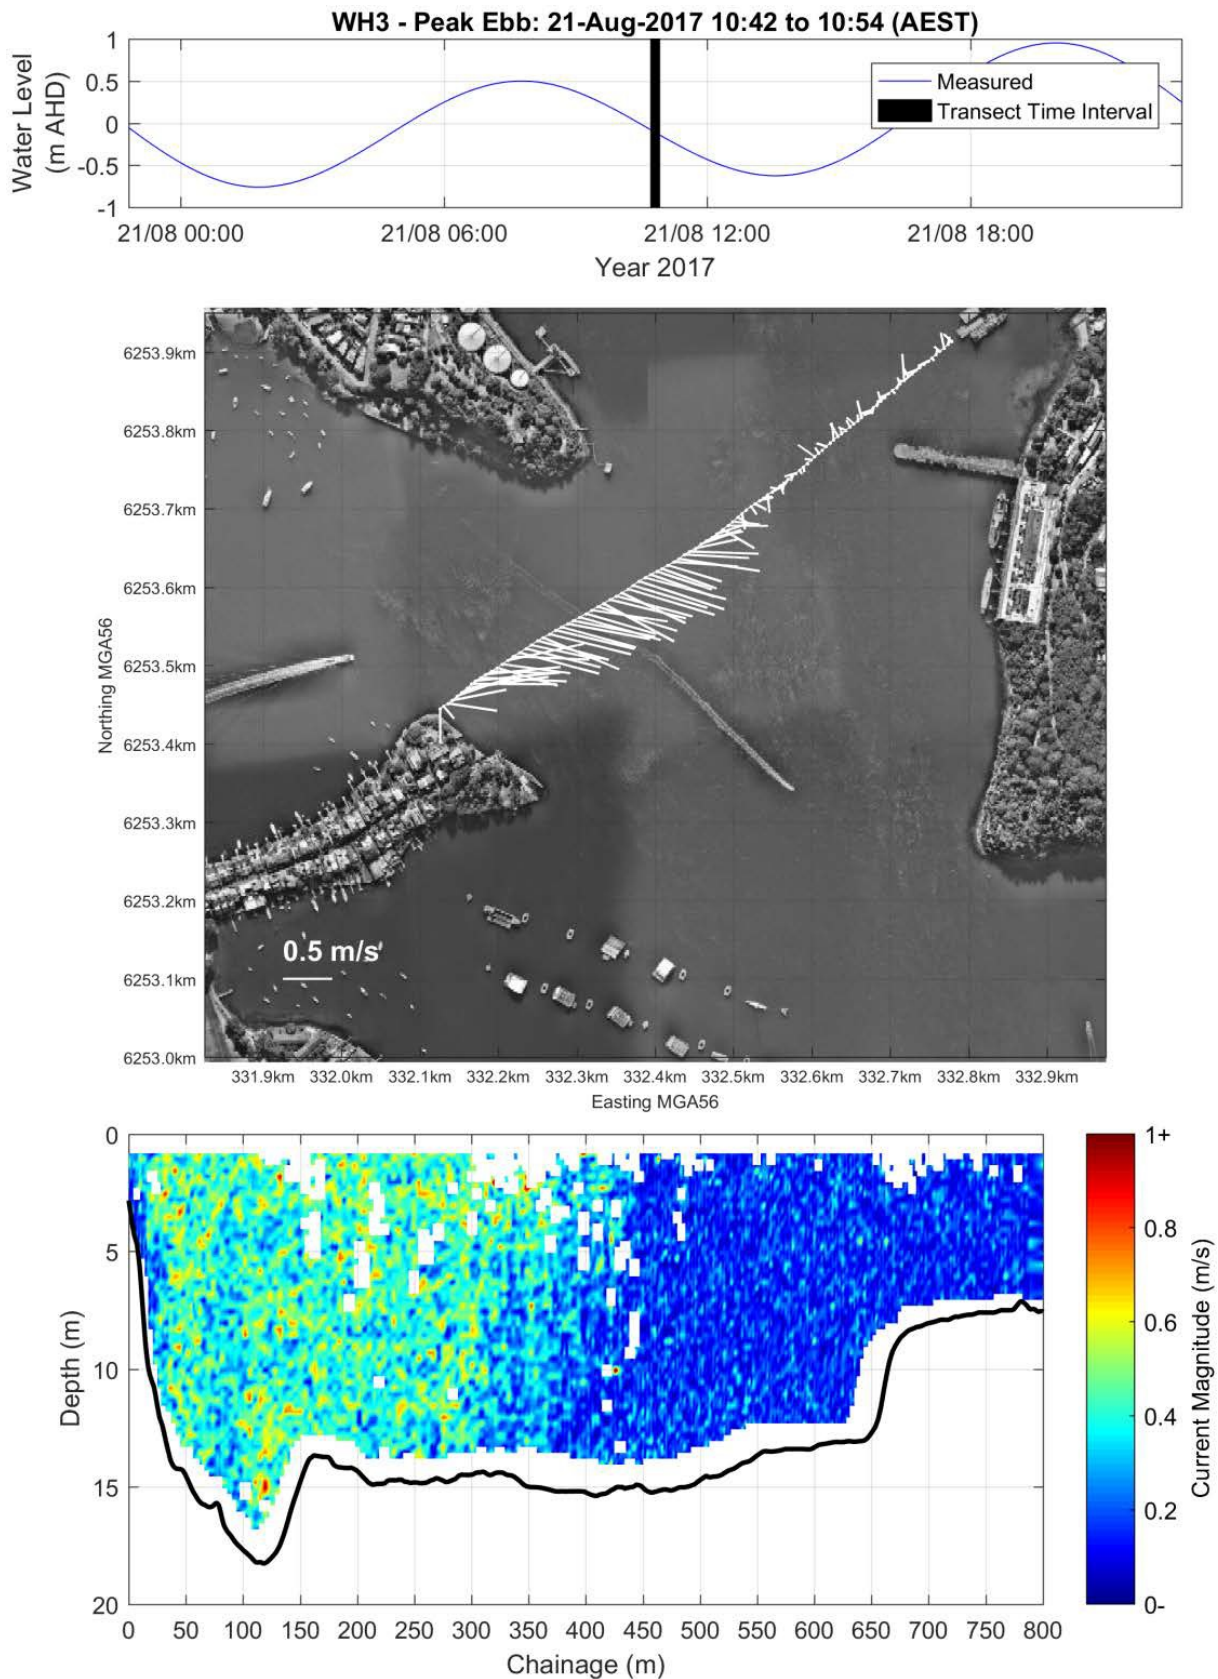 WH3 - Peak Ebb: 21-Aug-2017 10:42 to 10:54 (AEST)
Water Level
(m AHD)
1
0.5
0
-0.5
-1
Measured
Transect Time Interval
21/08 00:00 21/08 06:00 21/08 12:00 21/08 18:00
Year 2017
Northing MGA56
6253.9km
6253.8km
6253.7km
6253.6km
6253.5km
6253.4km
6253.3km
6253.2km
6253.1km
6253.0km
0.5 m/s
331.9km 332.0km 332.1km 332.2km 332.3km 332.4km 332.5km 332.6km 332.7km 332.8km 332.9km
Easting MGA56
Depth (m)
0
5
10
15
20
0 50 100 150 200 250 300 350 400 450 500 550 600 650 700 750 800
Chainage (m)
1+
0.8
0.6
0.4
0.2
0-
Current Magnitude (m/s)